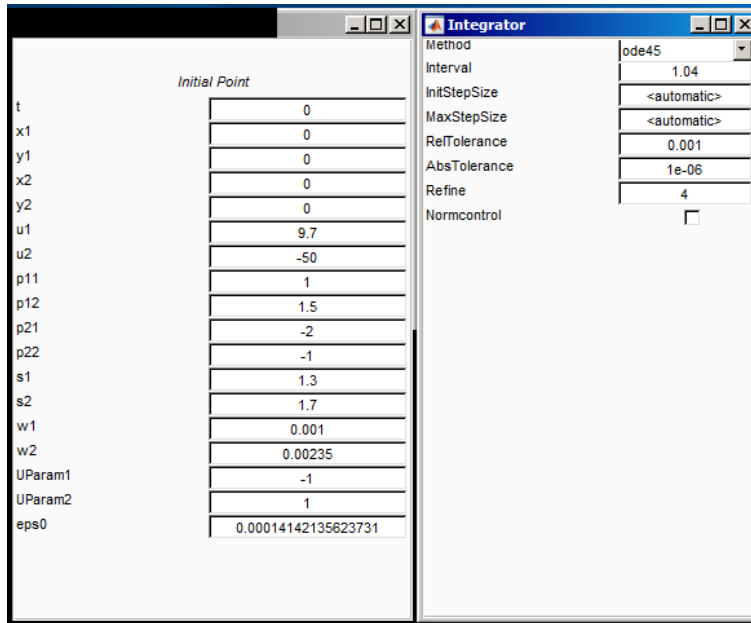 Initial Point
t 0
x1 0
y1 0
x2 0
y2 0
u1 9.7
u2 -50
p11 1
p12 1.5
p21 -2
p22 -1
s1 1.3
s2 1.7
w1 0.001
w2 0.00235
UParam1 -1
UParam2 1
eps0 0.00014142135623731
Integrator
Method ode45
Interval 1.04
InitStepSize <automatic>
MaxStepSize <automatic>
RelTolerance 0.001
AbsTolerance 1e-06
Refine 4
Normcontrol